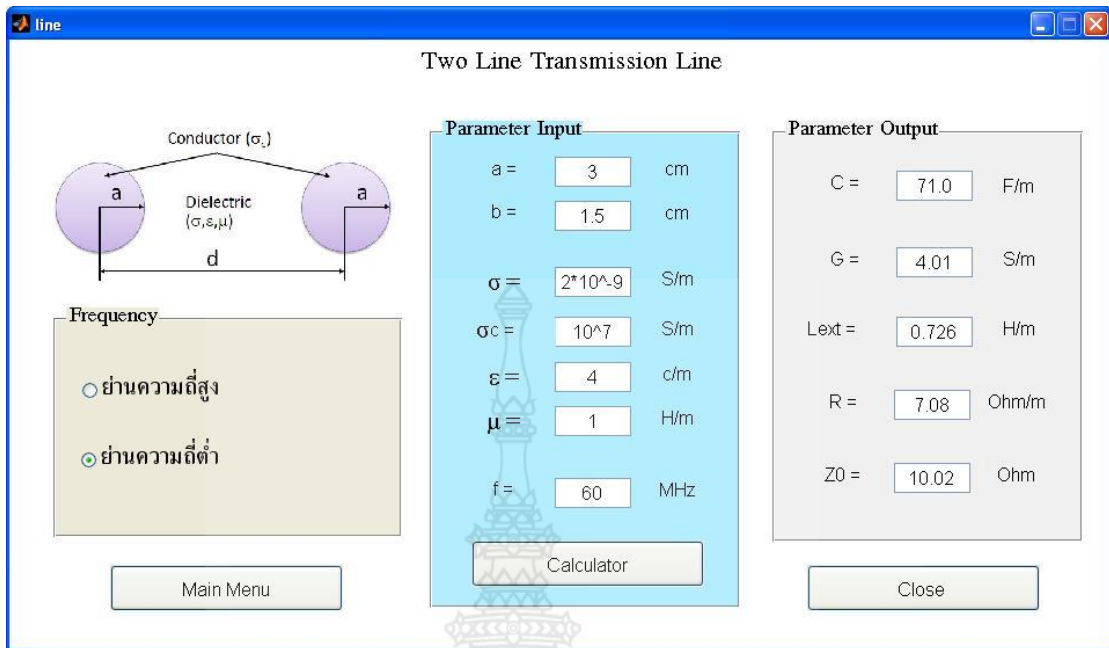 line
Two Line Transmission Line
Conductor (σc)
a
Dielectric
(σ,ε,μ)
a
d
Frequency
ย่านความถี่สูง
ย่านความถี่ต่ำ
Main Menu
Parameter Input
a = 3 cm
b = 1.5 cm
σ = 2*10^-9 S/m
σc = 10^7 S/m
ε = 4 c/m
μ = 1 H/m
f = 60 MHz
Calculator
Parameter Output
C = 71.0 F/m
G = 4.01 S/m
Lext = 0.726 H/m
R = 7.08 Ohm/m
Z0 = 10.02 Ohm
Close